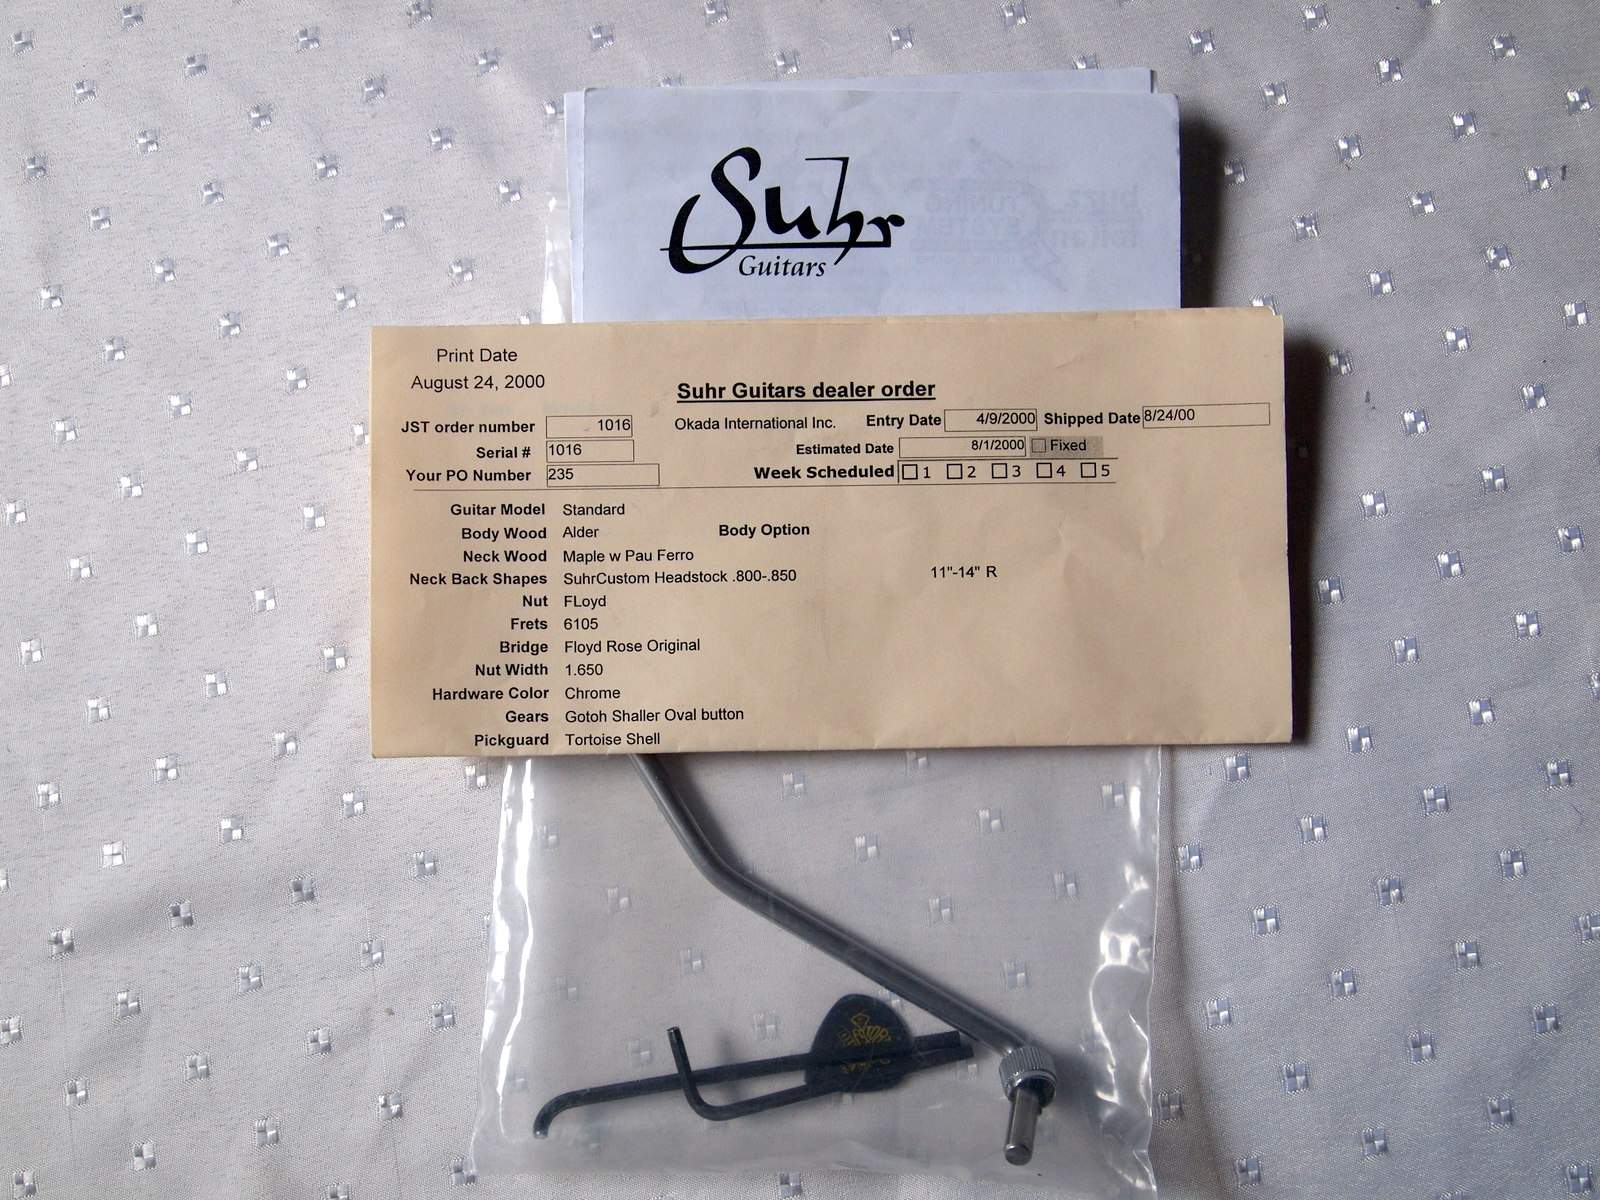 Suhr
Guitars
Print Date
August 24, 2000
Suhr Guitars dealer order
JST order number 1016 Okada International Inc. Entry Date 4/9/2000 Shipped Date 8/24/00
Serial # 1016 Estimated Date 8/1/2000 Fixed
Your PO Number 235 Week Scheduled 1 2 3 4 5
Guitar Model Standard
Body Wood Alder Body Option
Neck Wood Maple w Pau Ferro
Neck Back Shapes SuhrCustom Headstock .800-.850 11"-14" R
Nut FLoyd
Frets 6105
Bridge Floyd Rose Original
Nut Width 1.650
Hardware Color Chrome
Gears Gotoh Shaller Oval button
Pickguard Tortoise Shell